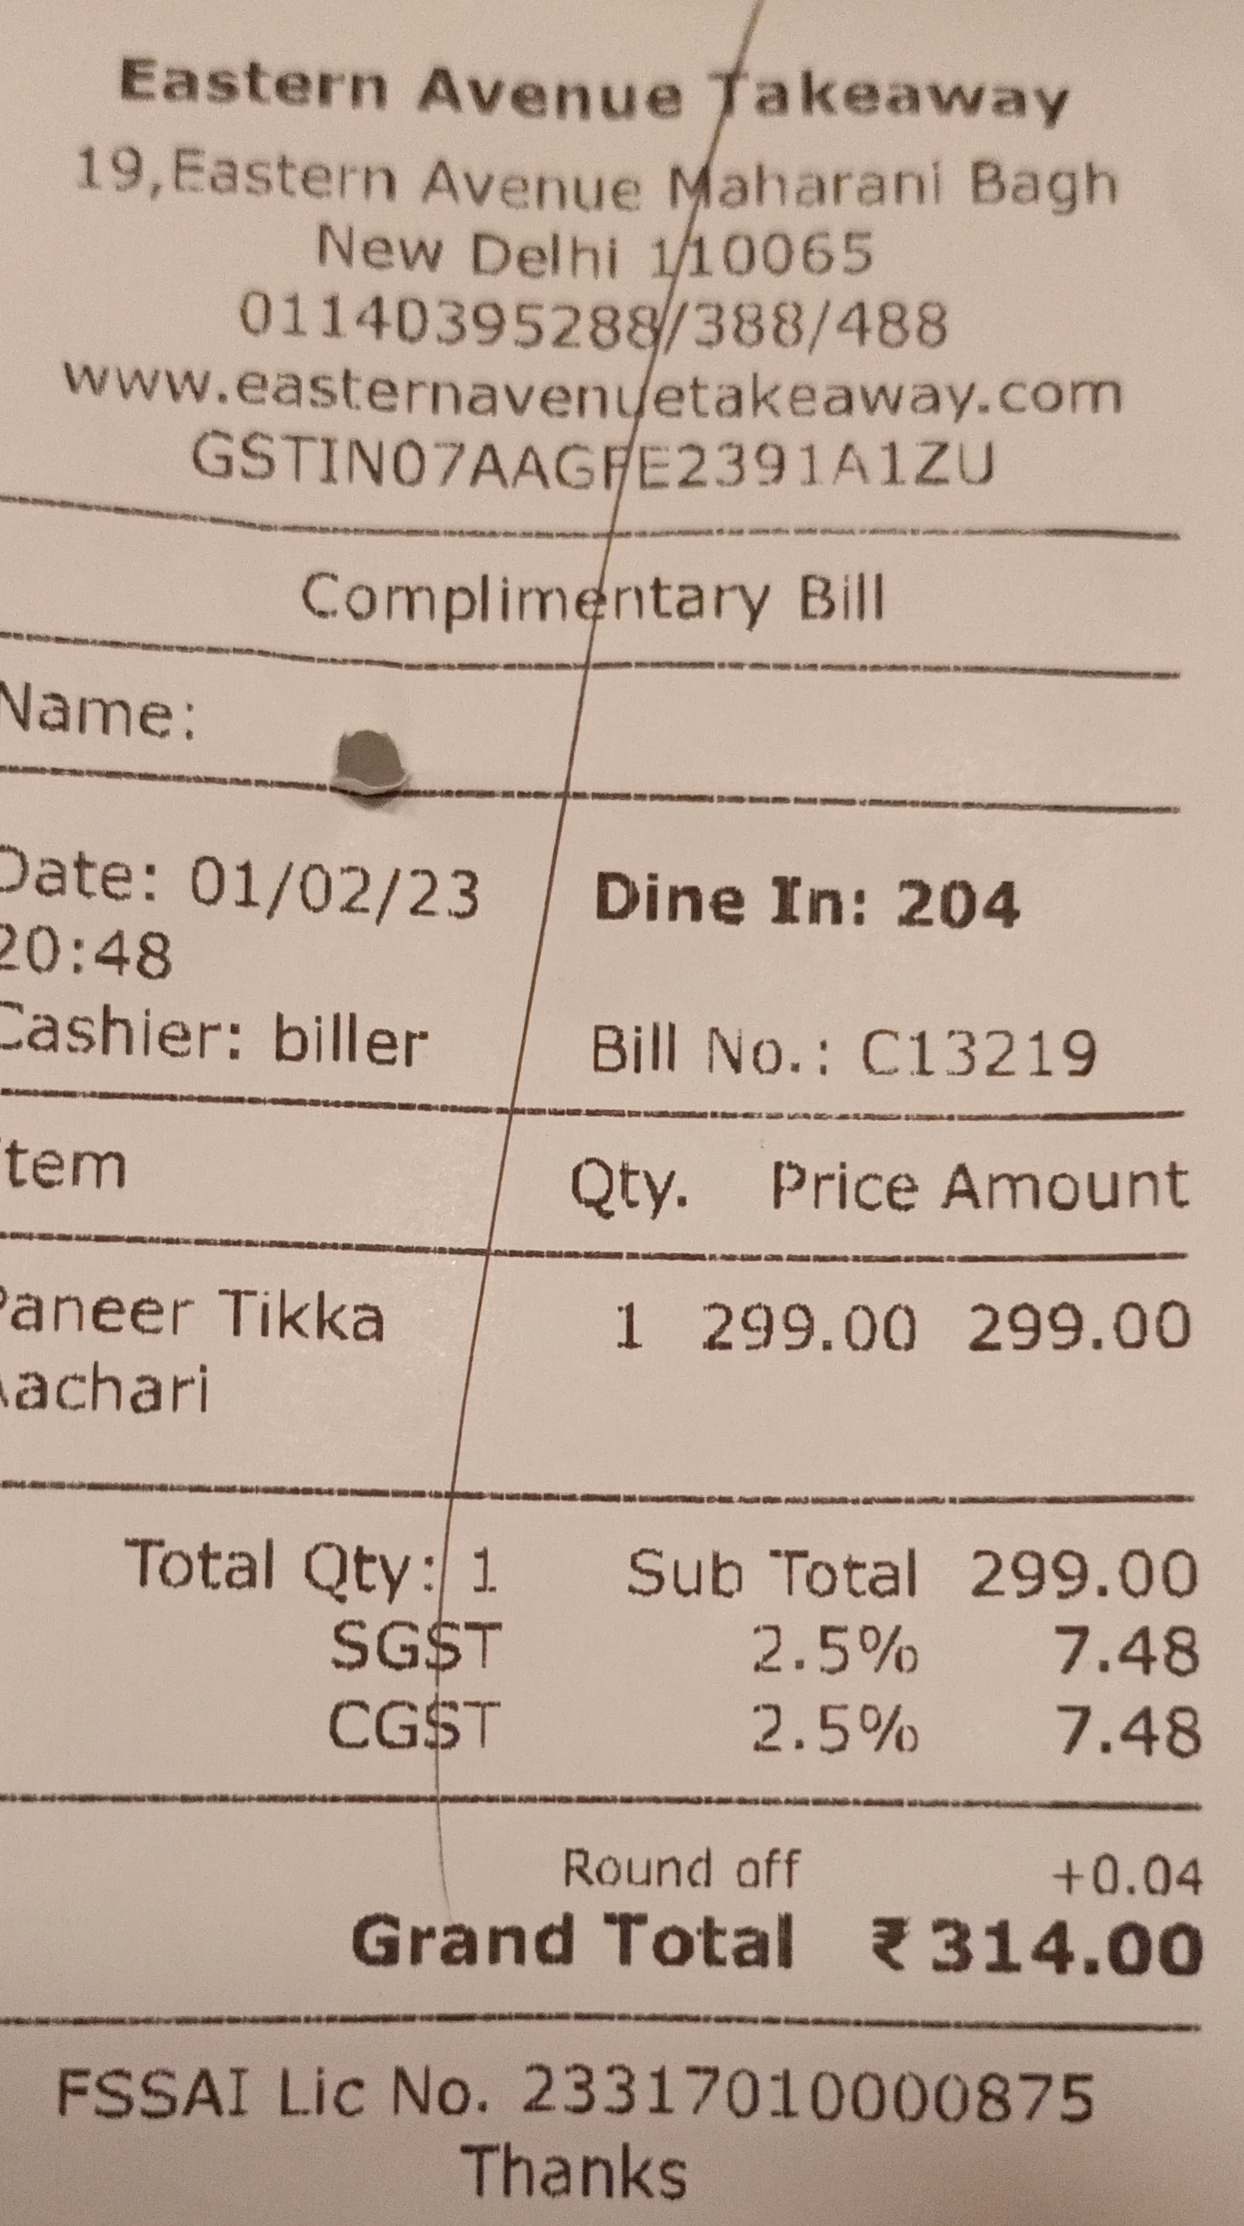 Eastern Avenue Takeaway
19,Eastern Avenue Maharani Bagh
New Delhi 110065
01140395288/388/488
www.easternavenuetakeaway.com
GSTIN07AAGFE2391A1ZU
Complimentary Bill
Name:
Date: 01/02/23 Dine In: 204
20:48
Cashier: biller Bill No.: C13219
Item Qty. Price Amount
Paneer Tikka 1 299.00 299.00
Aachari
Total Qty: 1 Sub Total 299.00
SGST 2.5% 7.48
CGST 2.5% 7.48
Round off +0.04
Grand Total ₹ 314.00
FSSAI Lic No. 23317010000875
Thanks